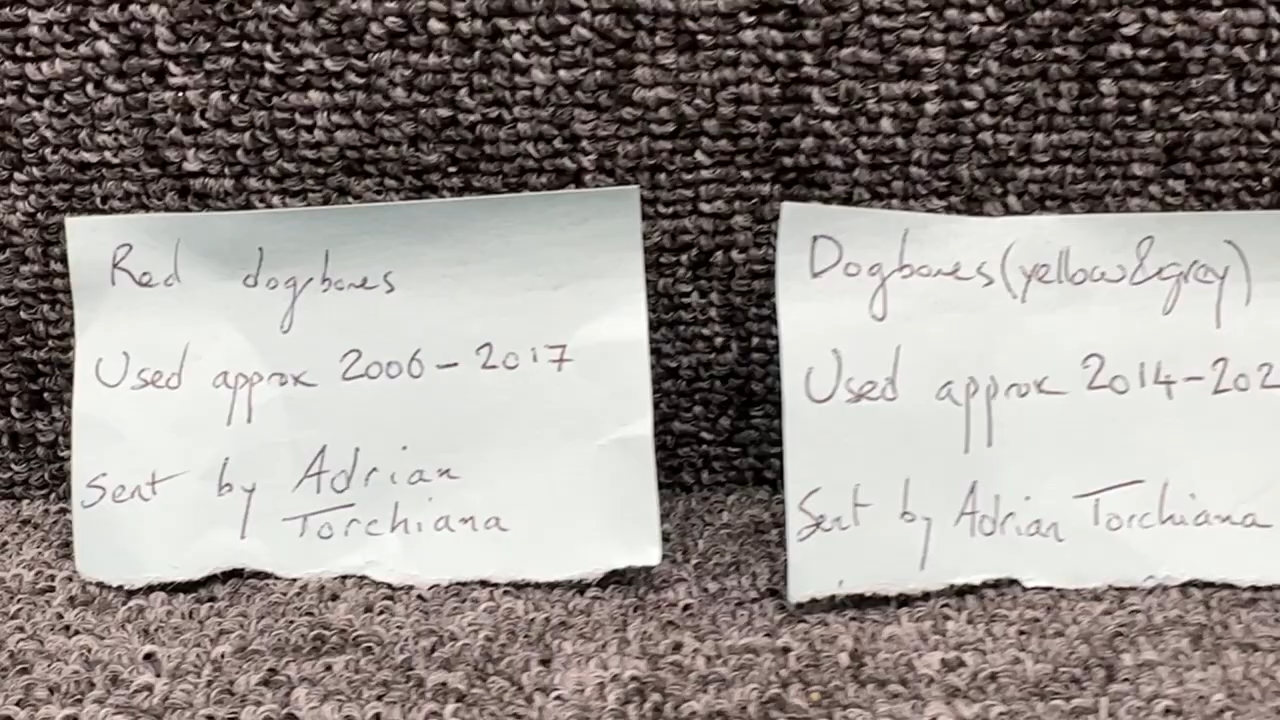 Red dogbones
Used approx 2006-2017
Sent by Adrian
Torchiana
Dogbones (yellow&grey)
Used approx 2014-202
Sent by Adrian Torchiana